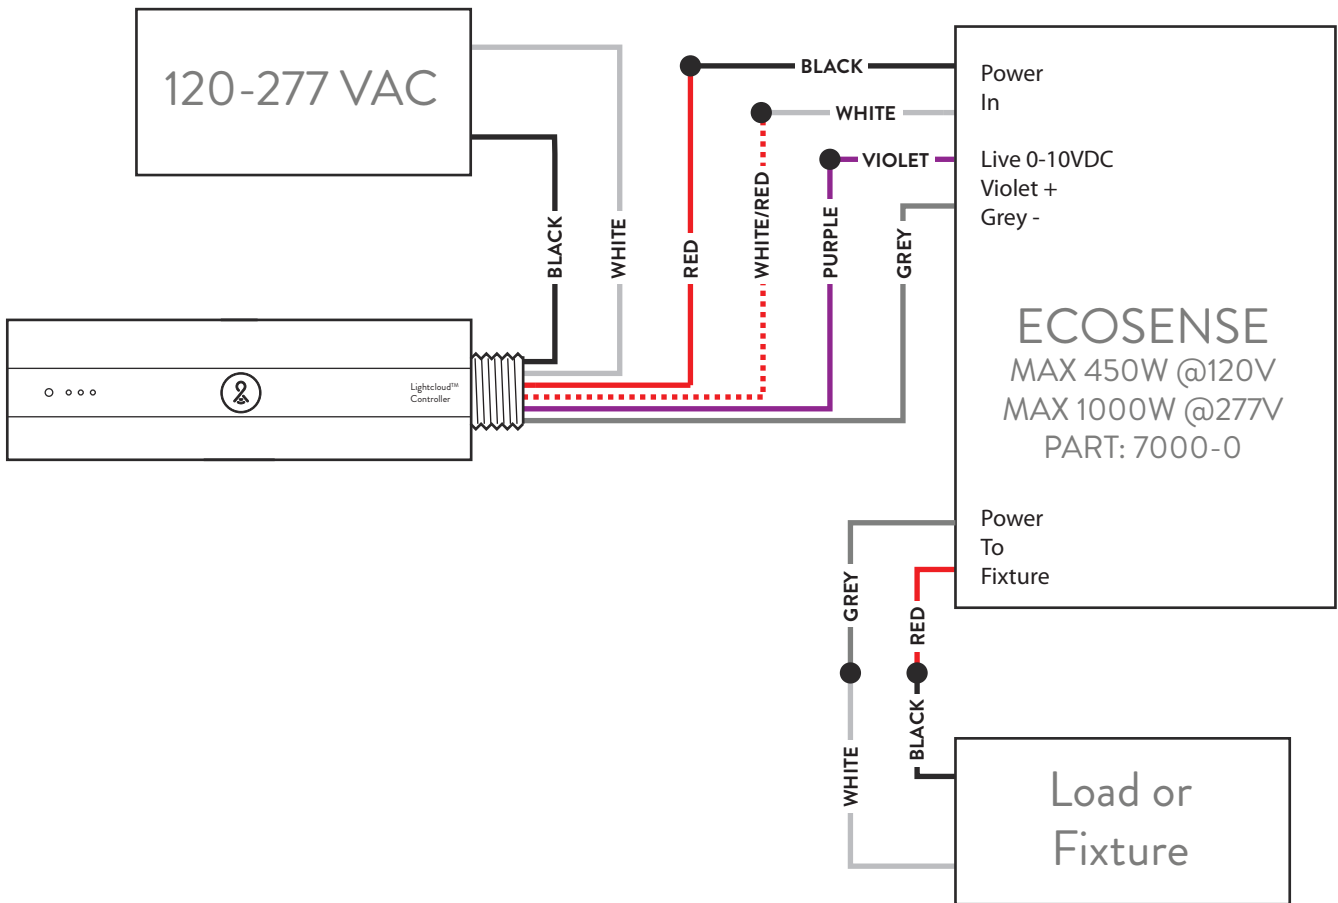 120-277 VAC
BLACK
WHITE
Lightcloud™
Controller
RED
WHITE/RED
PURPLE
GREY
BLACK
WHITE
VIOLET
Power
In
Live 0-10VDC
Violet +
Grey -
ECOSENSE
MAX 450W @120V
MAX 1000W @277V
PART: 7000-0
Power
To
Fixture
GREY
RED
WHITE
BLACK
Load or
Fixture